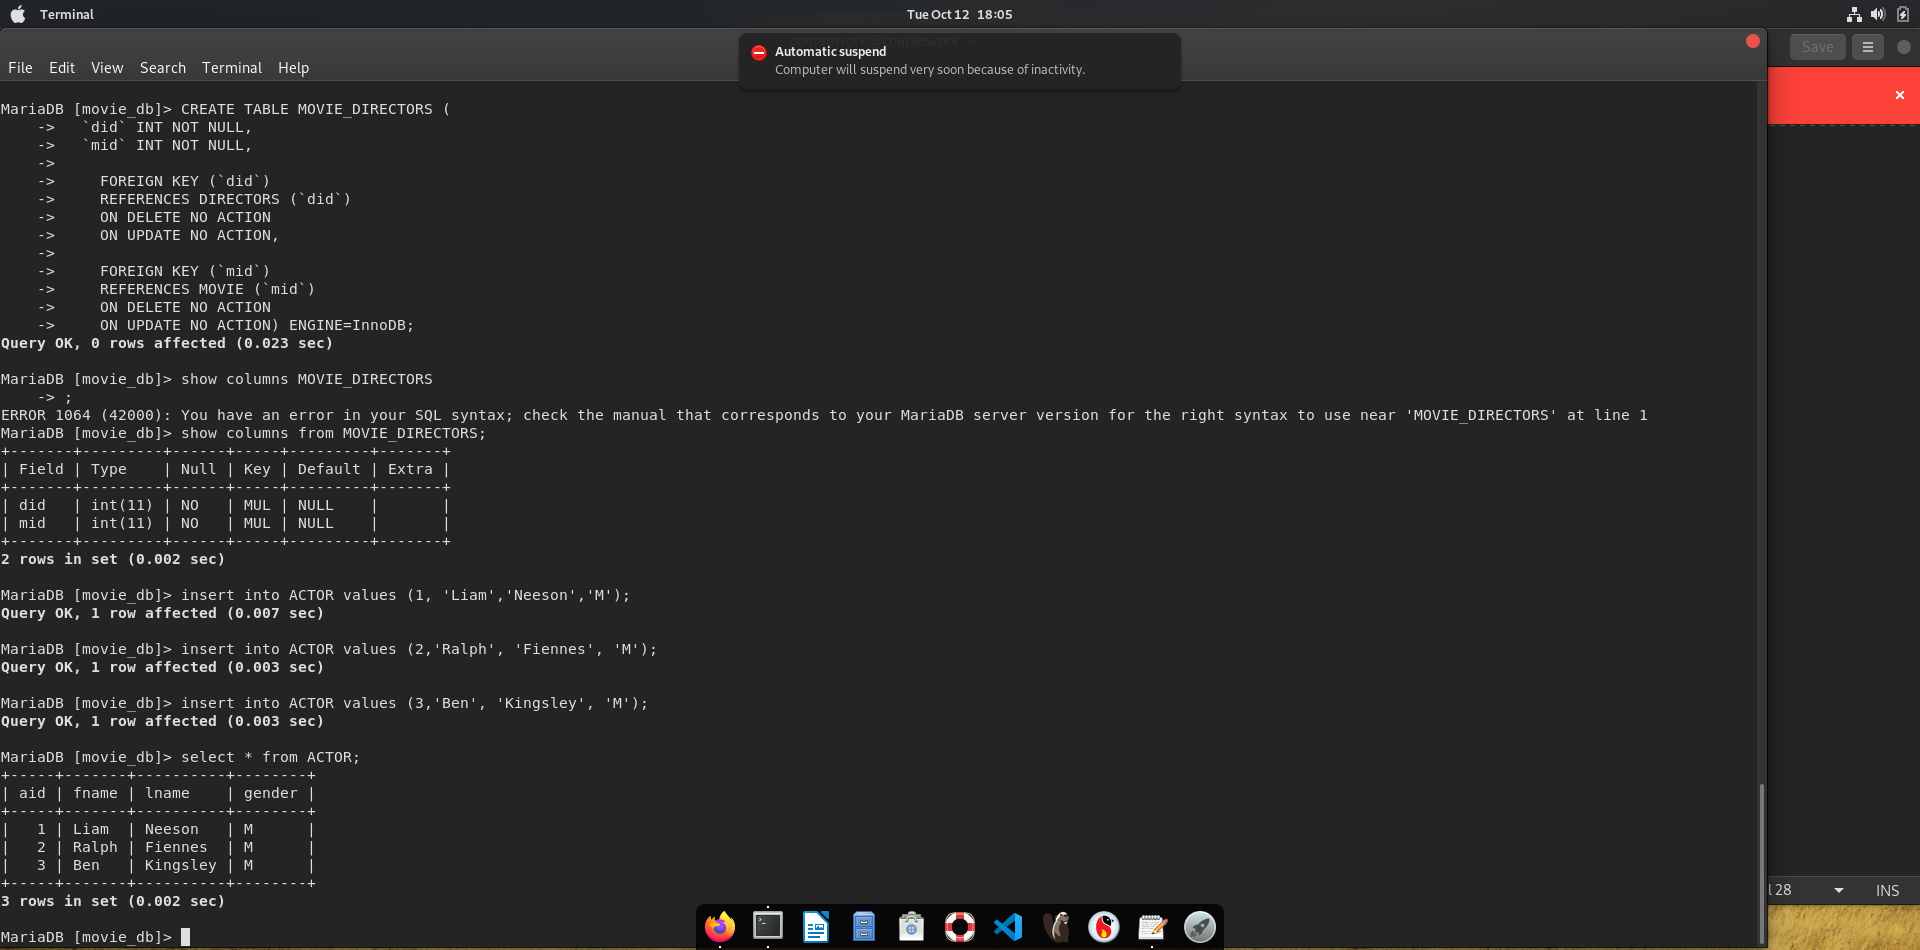 Terminal
Tue Oct 12 18:05
Automatic suspend
Computer will suspend very soon because of inactivity.
Save
File Edit View Search Terminal Help
MariaDB [movie_db]> CREATE TABLE MOVIE_DIRECTORS (
    ->   `did` INT NOT NULL,
    ->   `mid` INT NOT NULL,
    ->
    ->     FOREIGN KEY (`did`)
    ->     REFERENCES DIRECTORS (`did`)
    ->     ON DELETE NO ACTION
    ->     ON UPDATE NO ACTION,
    ->
    ->     FOREIGN KEY (`mid`)
    ->     REFERENCES MOVIE (`mid`)
    ->     ON DELETE NO ACTION
    ->     ON UPDATE NO ACTION) ENGINE=InnoDB;
Query OK, 0 rows affected (0.023 sec)
MariaDB [movie_db]> show columns MOVIE_DIRECTORS
    -> ;
ERROR 1064 (42000): You have an error in your SQL syntax; check the manual that corresponds to your MariaDB server version for the right syntax to use near 'MOVIE_DIRECTORS' at line 1
MariaDB [movie_db]> show columns from MOVIE_DIRECTORS;
+-------+---------+------+-----+---------+-------+
| Field | Type    | Null | Key | Default | Extra |
+-------+---------+------+-----+---------+-------+
| did   | int(11) | NO   | MUL | NULL    |       |
| mid   | int(11) | NO   | MUL | NULL    |       |
+-------+---------+------+-----+---------+-------+
2 rows in set (0.002 sec)
MariaDB [movie_db]> insert into ACTOR values (1, 'Liam','Neeson','M');
Query OK, 1 row affected (0.007 sec)
MariaDB [movie_db]> insert into ACTOR values (2,'Ralph', 'Fiennes', 'M');
Query OK, 1 row affected (0.003 sec)
MariaDB [movie_db]> insert into ACTOR values (3,'Ben', 'Kingsley', 'M');
Query OK, 1 row affected (0.003 sec)
MariaDB [movie_db]> select * from ACTOR;
+-----+-------+----------+--------+
| aid | fname | lname    | gender |
+-----+-------+----------+--------+
|   1 | Liam  | Neeson   | M      |
|   2 | Ralph | Fiennes  | M      |
|   3 | Ben   | Kingsley | M      |
+-----+-------+----------+--------+
3 rows in set (0.002 sec)
MariaDB [movie_db]>
28
INS